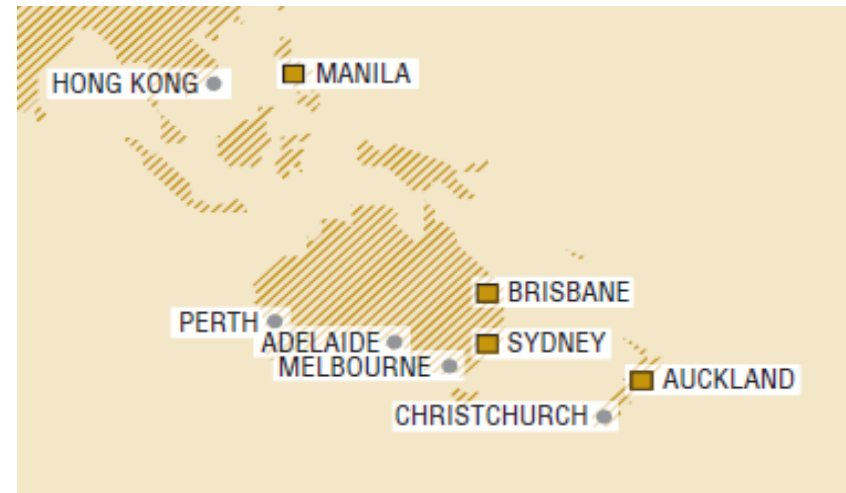 HONG KONG
MANILA
BRISBANE
PERTH
ADELAIDE
SYDNEY
MELBOURNE
AUCKLAND
CHRISTCHURCH